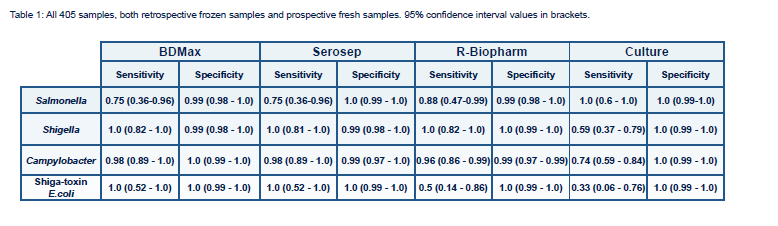 Table 1: All 405 samples, both retrospective frozen samples and prospective fresh samples. 95% confidence interval values in brackets.
BDMax Serosep R-Biopharm Culture
Sensitivity Specificity Sensitivity Specificity Sensitivity Specificity Sensitivity Specificity
Salmonella 0.75 (0.36-0.96) 0.99 (0.98 - 1.0) 0.75 (0.36-0.96) 1.0 (0.99 - 1.0) 0.88 (0.47-0.99) 0.99 (0.98 - 1.0) 1.0 (0.6 - 1.0) 1.0 (0.99-1.0)
Shigella 1.0 (0.82 - 1.0) 0.99 (0.98 - 1.0) 1.0 (0.81 - 1.0) 0.99 (0.98 - 1.0) 1.0 (0.82 - 1.0) 1.0 (0.99 - 1.0) 0.59 (0.37 - 0.79) 1.0 (0.99 - 1.0)
Campylobacter 0.98 (0.89 - 1.0) 1.0 (0.99 - 1.0) 0.98 (0.89 - 1.0) 0.99 (0.97 - 1.0) 0.96 (0.86 - 0.99) 0.99 (0.97 - 0.99) 0.74 (0.59 - 0.84) 1.0 (0.99 - 1.0)
Shiga-toxin
E.coli 1.0 (0.52 - 1.0) 1.0 (0.99 - 1.0) 1.0 (0.52 - 1.0) 1.0 (0.99 - 1.0) 0.5 (0.14 - 0.86) 1.0 (0.99 - 1.0) 0.33 (0.06 - 0.76) 1.0 (0.99 - 1.0)